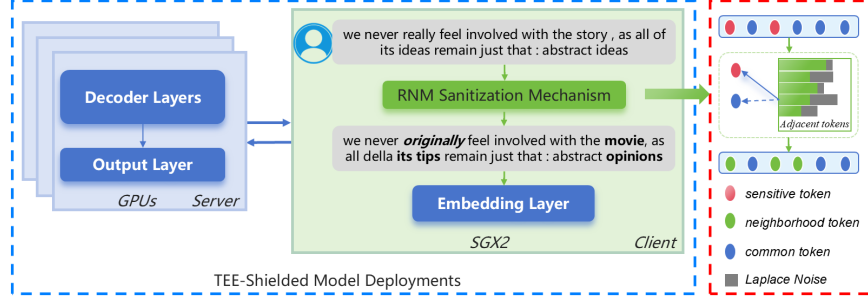 Decoder Layers
Output Layer
GPUs
Server
we never really feel involved with the story , as all of
its ideas remain just that : abstract ideas
RNM Sanitization Mechanism
we never originally feel involved with the movie, as
all della its tips remain just that : abstract opinions
Embedding Layer
SGX2
Client
TEE-Shielded Model Deployments
Adjacent tokens
sensitive token
neighborhood token
common token
Laplace Noise